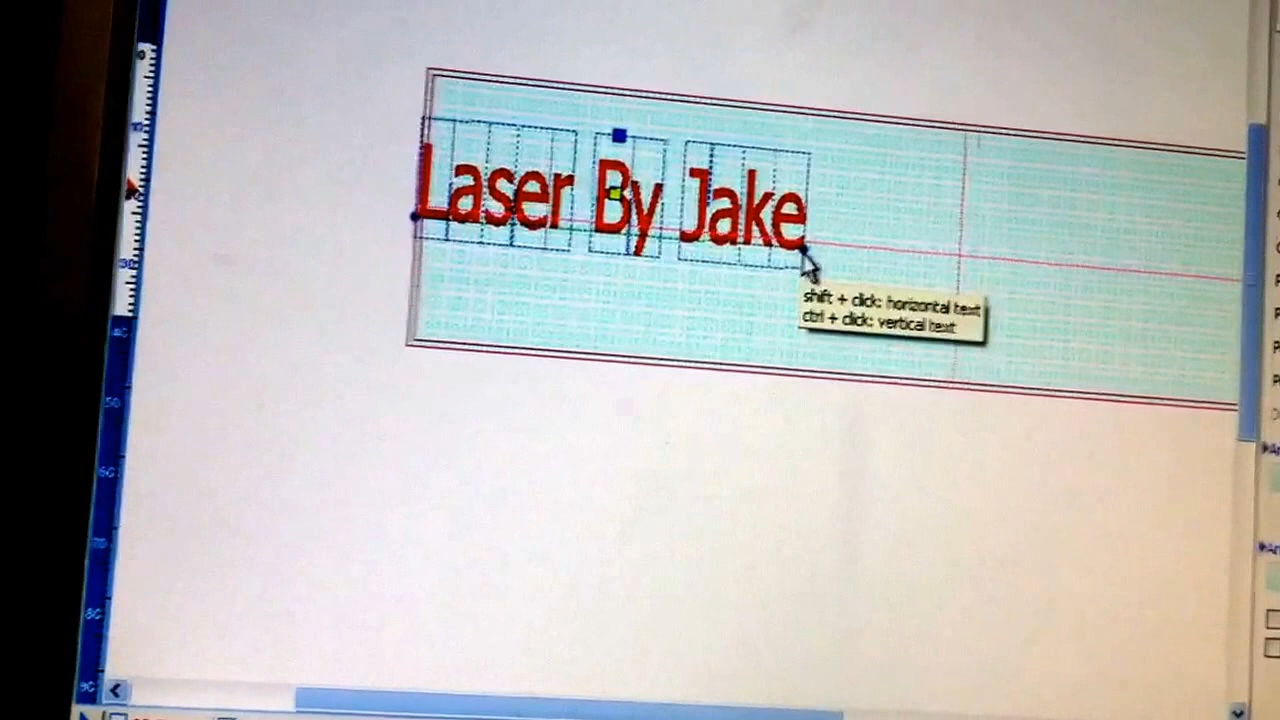 Laser By Jake
shift + click: horizontal text
ctrl + click: vertical text